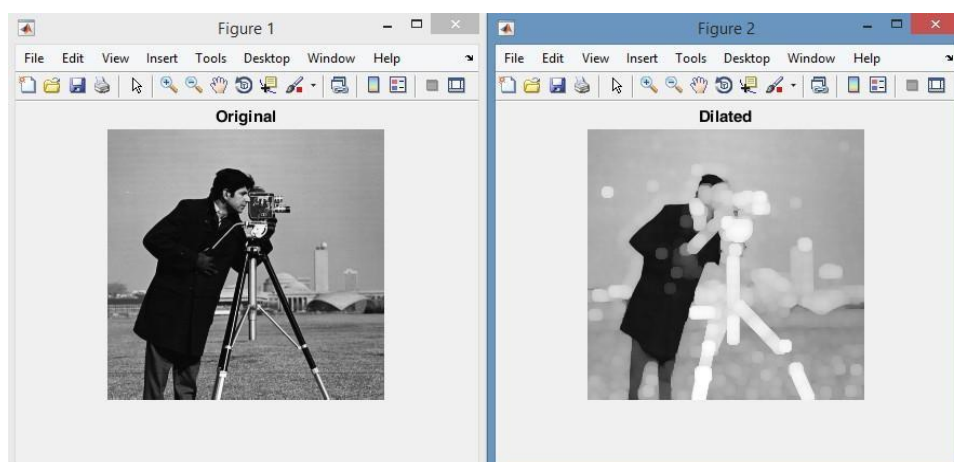 Figure 1
File Edit View Insert Tools Desktop Window Help
Original
Figure 2
File Edit View Insert Tools Desktop Window Help
Dilated